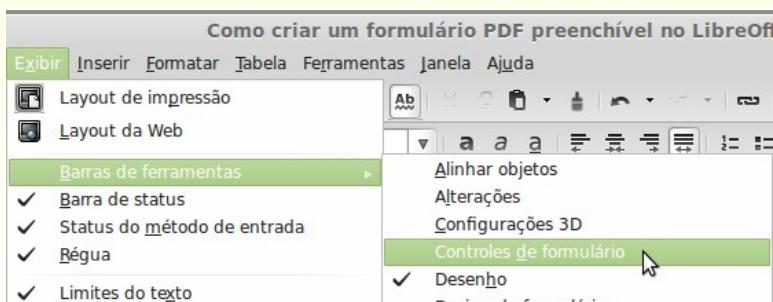 Como criar um formulário PDF preenchível no LibreOff
Exibir Inserir Formatar Tabela Ferramentas Janela Ajuda
Layout de impressão
Layout da Web
Barras de ferramentas
Barra de status
Status do método de entrada
Régua
Limites do texto
Alinhar objetos
Alterações
Configurações 3D
Controles de formulário
Desenho